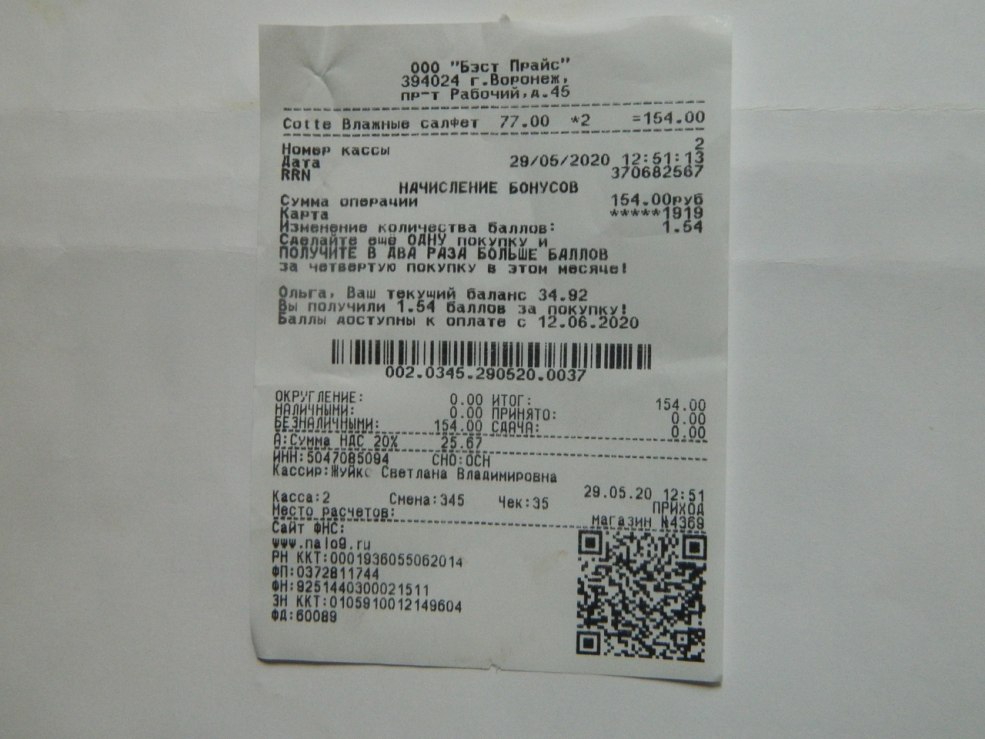 ООО "Бэст Прайс"
394024 г.Воронеж,
пр-т Рабочий,д.45
Cotte Влажные салфет 77.00 *2 =154.00
Номер кассы 2
Дата 29/05/2020 12:51:13
RRN 370682567
НАЧИСЛЕНИЕ БОНУСОВ
Сумма операции 154.00руб
Карта *****1919
Изменение количества баллов: 1.54
Сделайте еще ОДНУ покупку и
ПОЛУЧИТЕ В ДВА РАЗА БОЛЬШЕ БАЛЛОВ
за четвертую покупку в этом месяце!
Ольга, Ваш текущий баланс 34.92
Вы получили 1.54 баллов за покупку!
Баллы доступны к оплате с 12.06.2020
002.0345.290520.0037
ОКРУГЛЕНИЕ: 0.00 ИТОГ: 154.00
НАЛИЧНЫМИ: 0.00 ПРИНЯТО: 0.00
БЕЗНАЛИЧНЫМИ: 154.00 СДАЧА: 0.00
А:Сумма НДС 20% 25.67
ИНН:5047085094 СНО:ОСН
Кассир: Светлана Владимировна
29.05.20 12:51
Касса:2 Смена:345 Чек:35 ПРИХОД
Место расчетов: магазин №4369
Сайт ФНС:
www.nalog.ru
РН ККТ:0001936055062014
ФП:0372811744
ФН:9251440300021511
ЗН ККТ:0105910012149604
ФД:60089